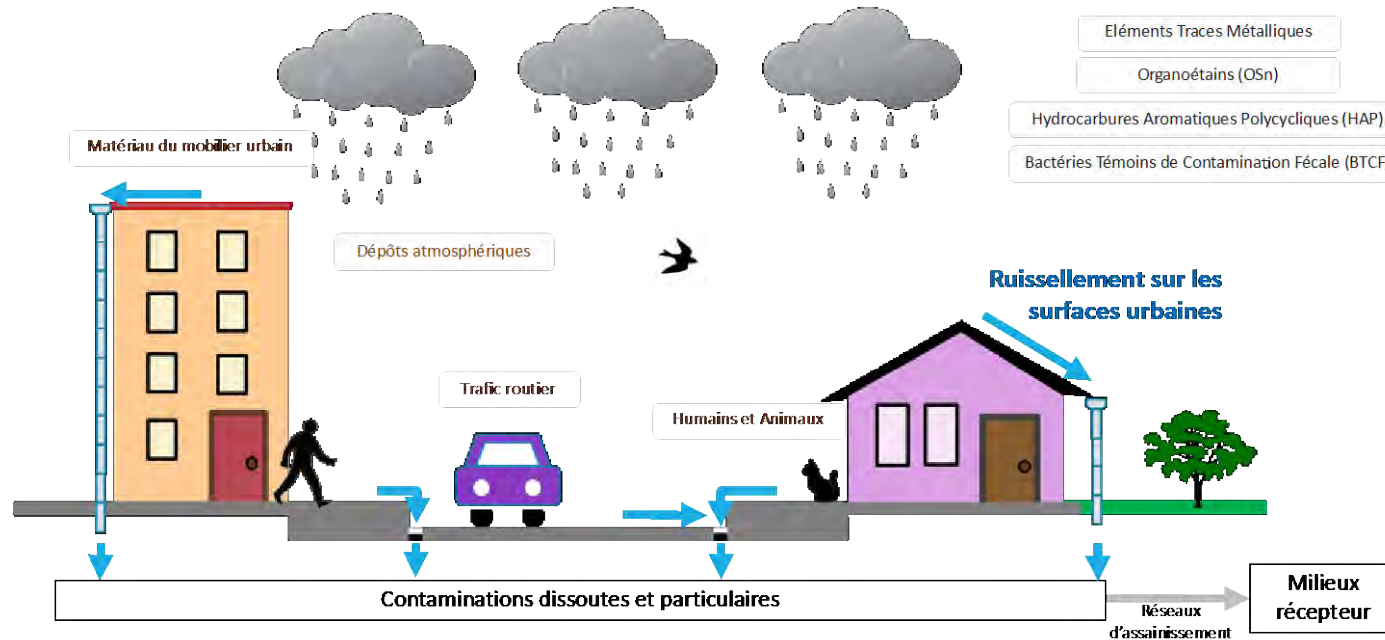 Eléments Traces Métalliques
Organoétains (OSn)
Hydrocarbures Aromatiques Polycycliques (HAP)
Bactéries Témoins de Contamination Fécale (BTCF
Matériau du mobilier urbain
Dépôts atmosphériques
Ruissellement sur les
surfaces urbaines
Trafic routier
Humains et Animaux
Contaminations dissoutes et particulaires
Réseaux
d'assainissement
Milieux
récepteur